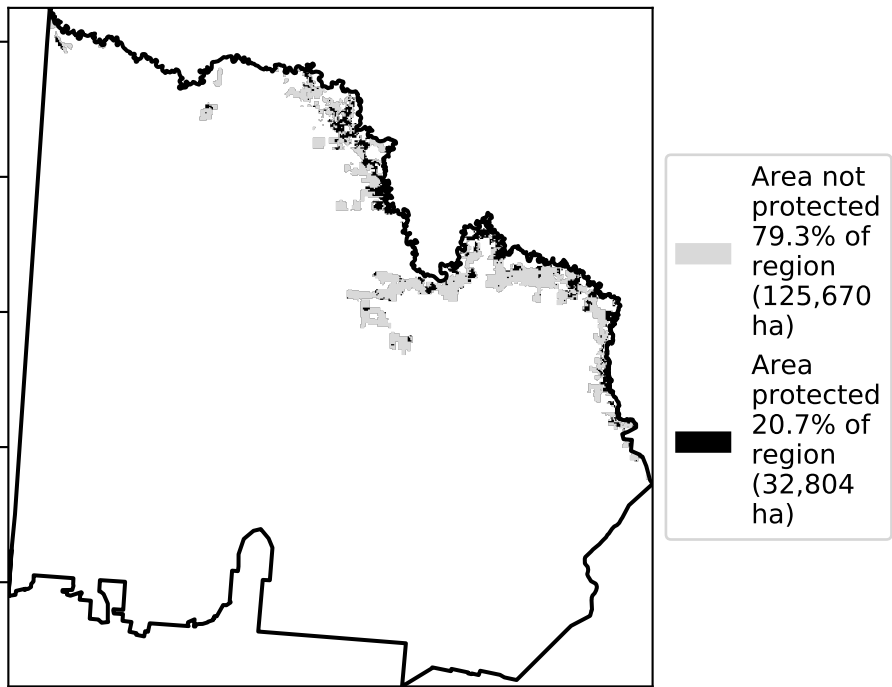 Area not
protected
79.3% of
region
(125,670
ha)
Area
protected
20.7% of
region
(32,804
ha)